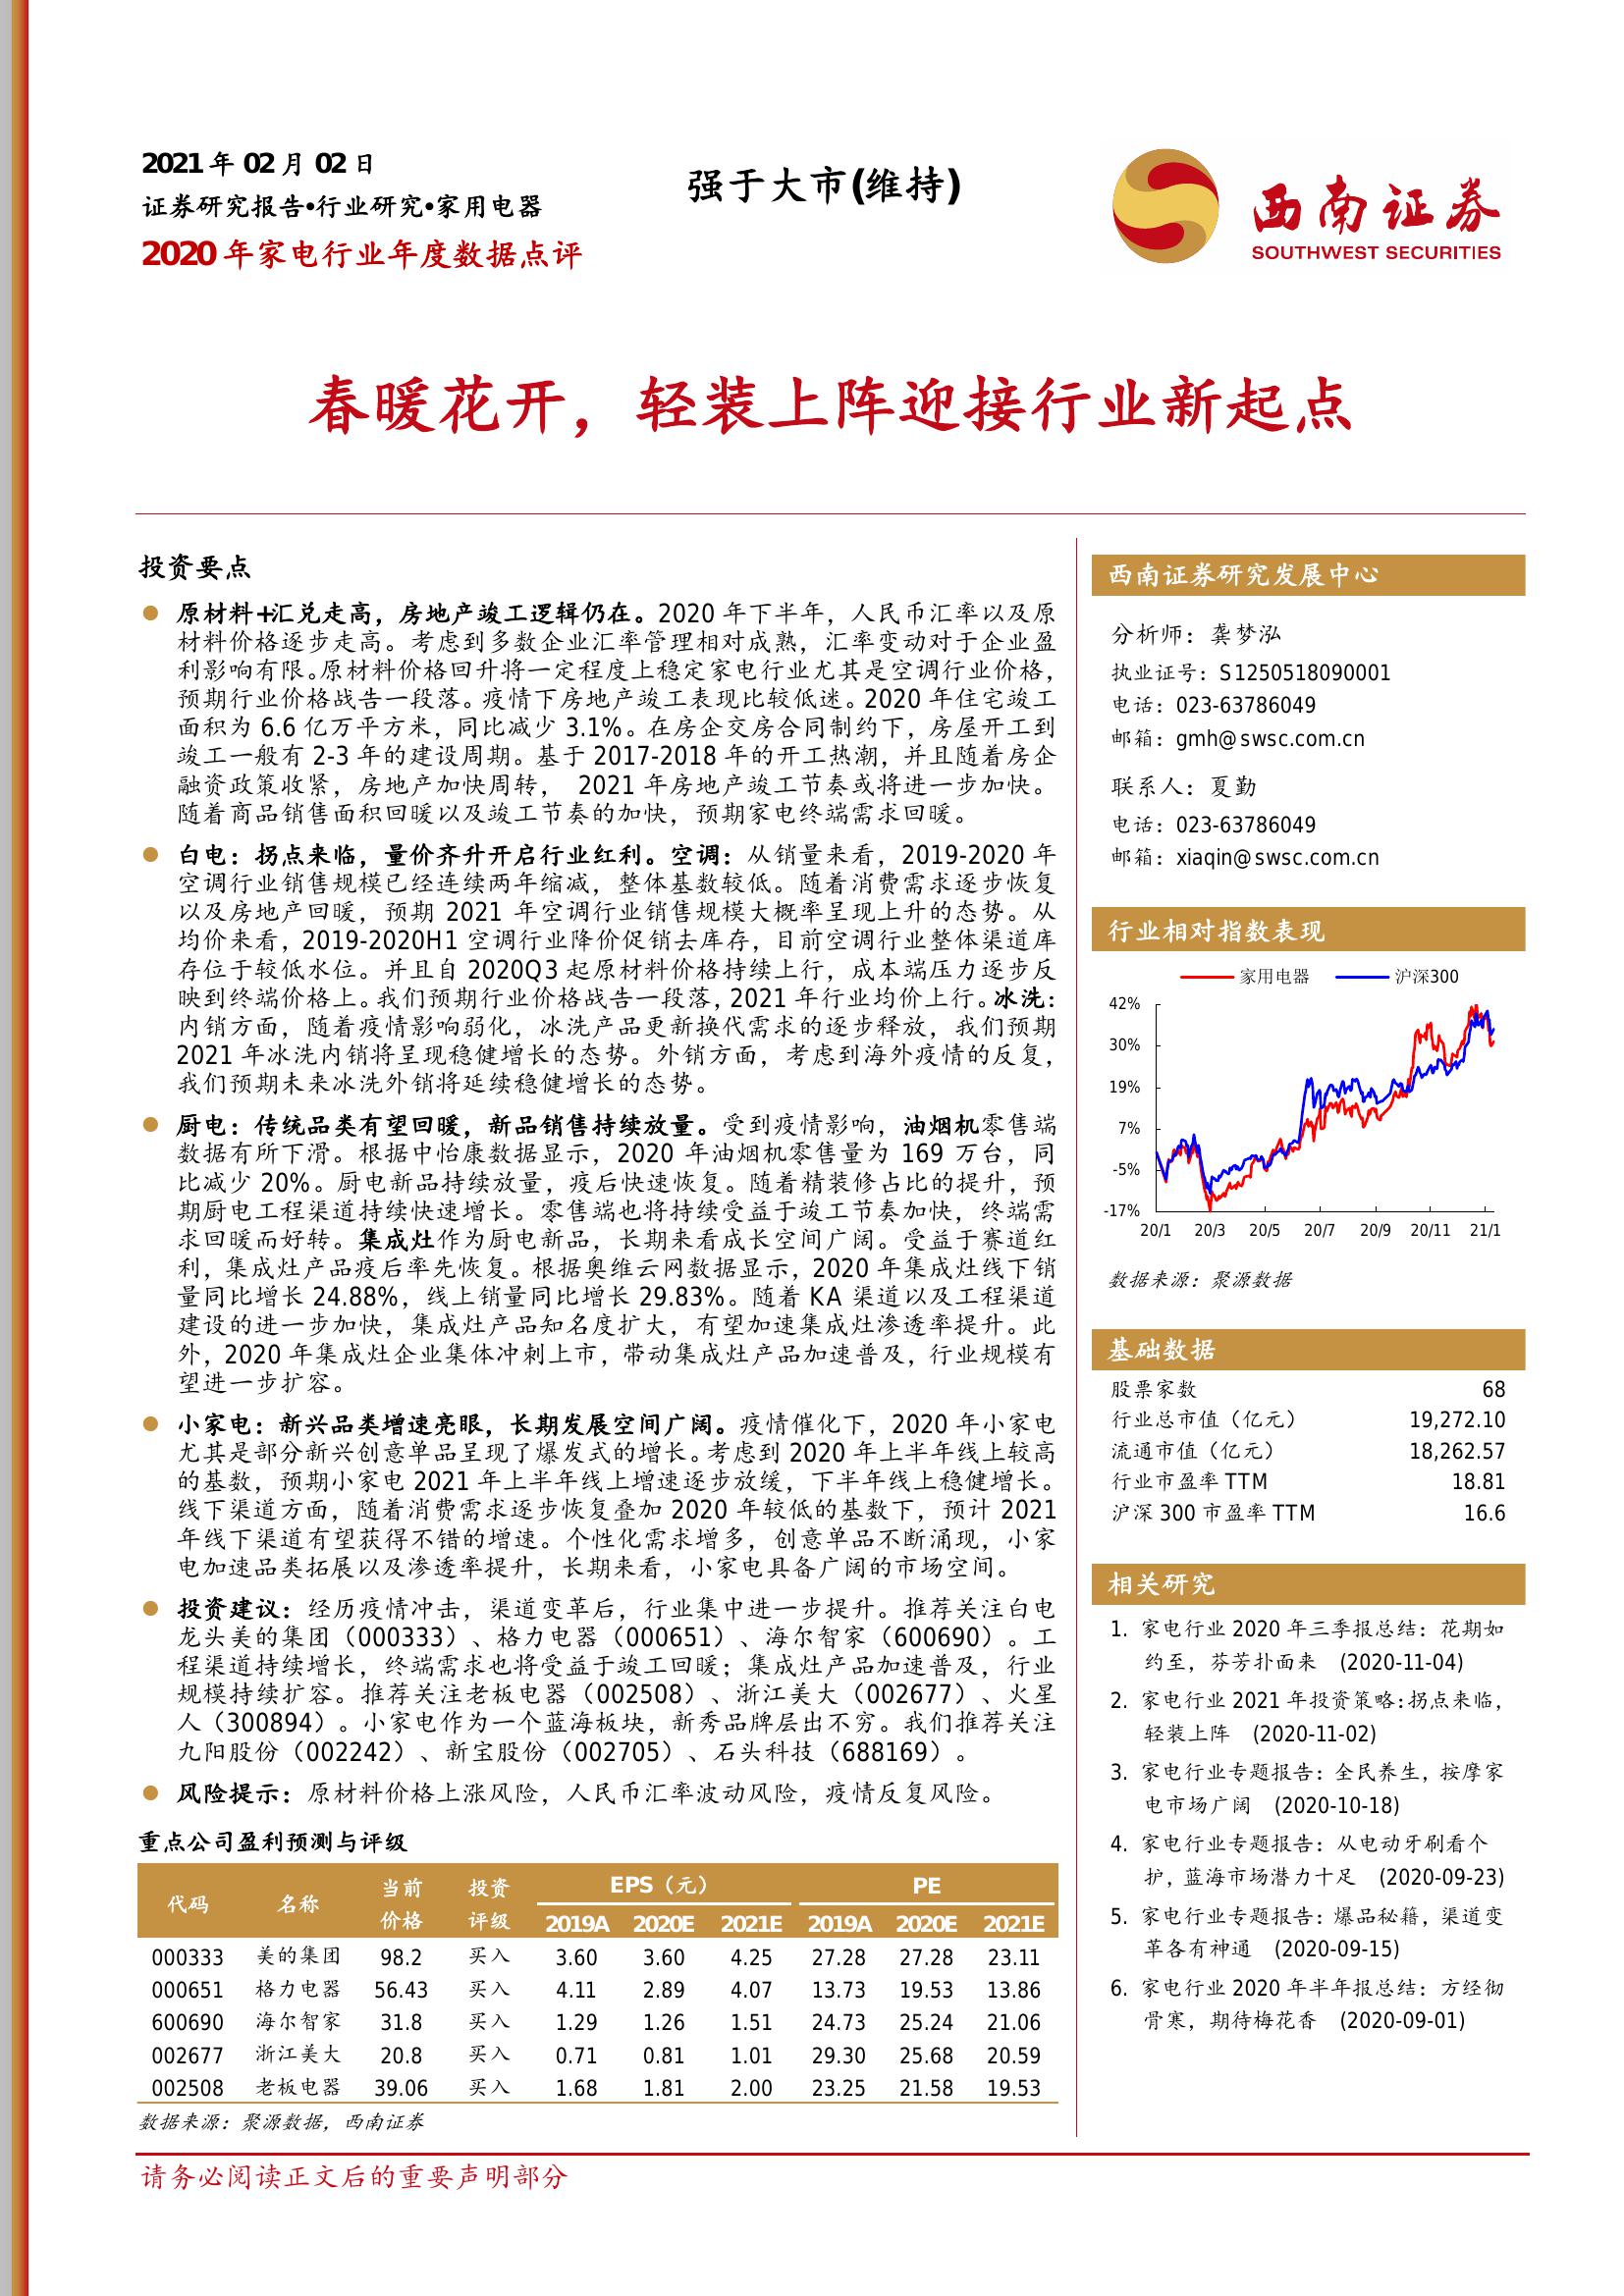 2021 年 02 月 02 日
证券研究报告•行业研究•家用电器
2020 年家电行业年度数据点评
强于大市(维持)
西南证券
SOUTHWEST SECURITIES
春暖花开，轻装上阵迎接行业新起点
投资要点
原材料+汇兑走高，房地产竣工逻辑仍在。2020 年下半年，人民币汇率以及原
材料价格逐步走高。考虑到多数企业汇率管理相对成熟，汇率变动对于企业盈
利影响有限。原材料价格回升将一定程度上稳定家电行业尤其是空调行业价格，
预期行业价格战告一段落。疫情下房地产竣工表现比较低迷。2020 年住宅竣工
面积为 6.6 亿万平方米，同比减少 3.1%。在房企交房合同制约下，房屋开工到
竣工一般有 2-3 年的建设周期。基于 2017-2018 年的开工热潮，并且随着房企
融资政策收紧，房地产加快周转， 2021 年房地产竣工节奏或将进一步加快。
随着商品销售面积回暖以及竣工节奏的加快，预期家电终端需求回暖。
白电：拐点来临，量价齐升开启行业红利。空调：从销量来看，2019-2020 年
空调行业销售规模已经连续两年缩减，整体基数较低。随着消费需求逐步恢复
以及房地产回暖，预期 2021 年空调行业销售规模大概率呈现上升的态势。从
均价来看，2019-2020H1 空调行业降价促销去库存，目前空调行业整体渠道库
存位于较低水位。并且自 2020Q3 起原材料价格持续上行，成本端压力逐步反
映到终端价格上。我们预期行业价格战告一段落，2021 年行业均价上行。冰洗：
内销方面，随着疫情影响弱化，冰洗产品更新换代需求的逐步释放，我们预期
2021 年冰洗内销将呈现稳健增长的态势。外销方面，考虑到海外疫情的反复，
我们预期未来冰洗外销将延续稳健增长的态势。
厨电：传统品类有望回暖，新品销售持续放量。受到疫情影响，油烟机零售端
数据有所下滑。根据中怡康数据显示，2020 年油烟机零售量为 169 万台，同
比减少 20%。厨电新品持续放量，疫后快速恢复。随着精装修占比的提升，预
期厨电工程渠道持续快速增长。零售端也将持续受益于竣工节奏加快，终端需
求回暖而好转。集成灶作为厨电新品，长期来看成长空间广阔。受益于赛道红
利，集成灶产品疫后率先恢复。根据奥维云网数据显示，2020 年集成灶线下销
量同比增长 24.88%，线上销量同比增长 29.83%。随着 KA 渠道以及工程渠道
建设的进一步加快，集成灶产品知名度扩大，有望加速集成灶渗透率提升。此
外，2020 年集成灶企业集体冲刺上市，带动集成灶产品加速普及，行业规模有
望进一步扩容。
小家电：新兴品类增速亮眼，长期发展空间广阔。疫情催化下，2020 年小家电
尤其是部分新兴创意单品呈现了爆发式的增长。考虑到 2020 年上半年线上较高
的基数，预期小家电 2021 年上半年线上增速逐步放缓，下半年线上稳健增长。
线下渠道方面，随着消费需求逐步恢复叠加 2020 年较低的基数下，预计 2021
年线下渠道有望获得不错的增速。个性化需求增多，创意单品不断涌现，小家
电加速品类拓展以及渗透率提升，长期来看，小家电具备广阔的市场空间。
投资建议：经历疫情冲击，渠道变革后，行业集中进一步提升。推荐关注白电
龙头美的集团（000333）、格力电器（000651）、海尔智家（600690）。工
程渠道持续增长，终端需求也将受益于竣工回暖；集成灶产品加速普及，行业
规模持续扩容。推荐关注老板电器（002508）、浙江美大（002677）、火星
人（300894）。小家电作为一个蓝海板块，新秀品牌层出不穷。我们推荐关注
九阳股份（002242）、新宝股份（002705）、石头科技（688169）。
风险提示：原材料价格上涨风险，人民币汇率波动风险，疫情反复风险。
重点公司盈利预测与评级
代码 名称 当前价格 投资评级 EPS（元） PE
2019A 2020E 2021E 2019A 2020E 2021E
000333 美的集团 98.2 买入 3.60 3.60 4.25 27.28 27.28 23.11
000651 格力电器 56.43 买入 4.11 2.89 4.07 13.73 19.53 13.86
600690 海尔智家 31.8 买入 1.29 1.26 1.51 24.73 25.24 21.06
002677 浙江美大 20.8 买入 0.71 0.81 1.01 29.30 25.68 20.59
002508 老板电器 39.06 买入 1.68 1.81 2.00 23.25 21.58 19.53
数据来源：聚源数据，西南证券
西南证券研究发展中心
分析师：龚梦泓
执业证号：S1250518090001
电话：023-63786049
邮箱：gmh@swsc.com.cn
联系人：夏勤
电话：023-63786049
邮箱：xiaqin@swsc.com.cn
行业相对指数表现
家用电器 沪深300
42%
30%
19%
7%
-5%
-17%
20/1 20/3 20/5 20/7 20/9 20/11 21/1
数据来源：聚源数据
基础数据
股票家数 68
行业总市值（亿元） 19,272.10
流通市值（亿元） 18,262.57
行业市盈率 TTM 18.81
沪深 300 市盈率 TTM 16.6
相关研究
1. 家电行业 2020 年三季报总结：花期如
约至，芬芳扑面来 (2020-11-04)
2. 家电行业 2021 年投资策略：拐点来临，
轻装上阵 (2020-11-02)
3. 家电行业专题报告：全民养生，按摩家
电市场广阔 (2020-10-18)
4. 家电行业专题报告：从电动牙刷看个
护，蓝海市场潜力十足 (2020-09-23)
5. 家电行业专题报告：爆品秘籍，渠道变
革各有神通 (2020-09-15)
6. 家电行业 2020 年半年报总结：方经彻
骨寒，期待梅花香 (2020-09-01)
请务必阅读正文后的重要声明部分